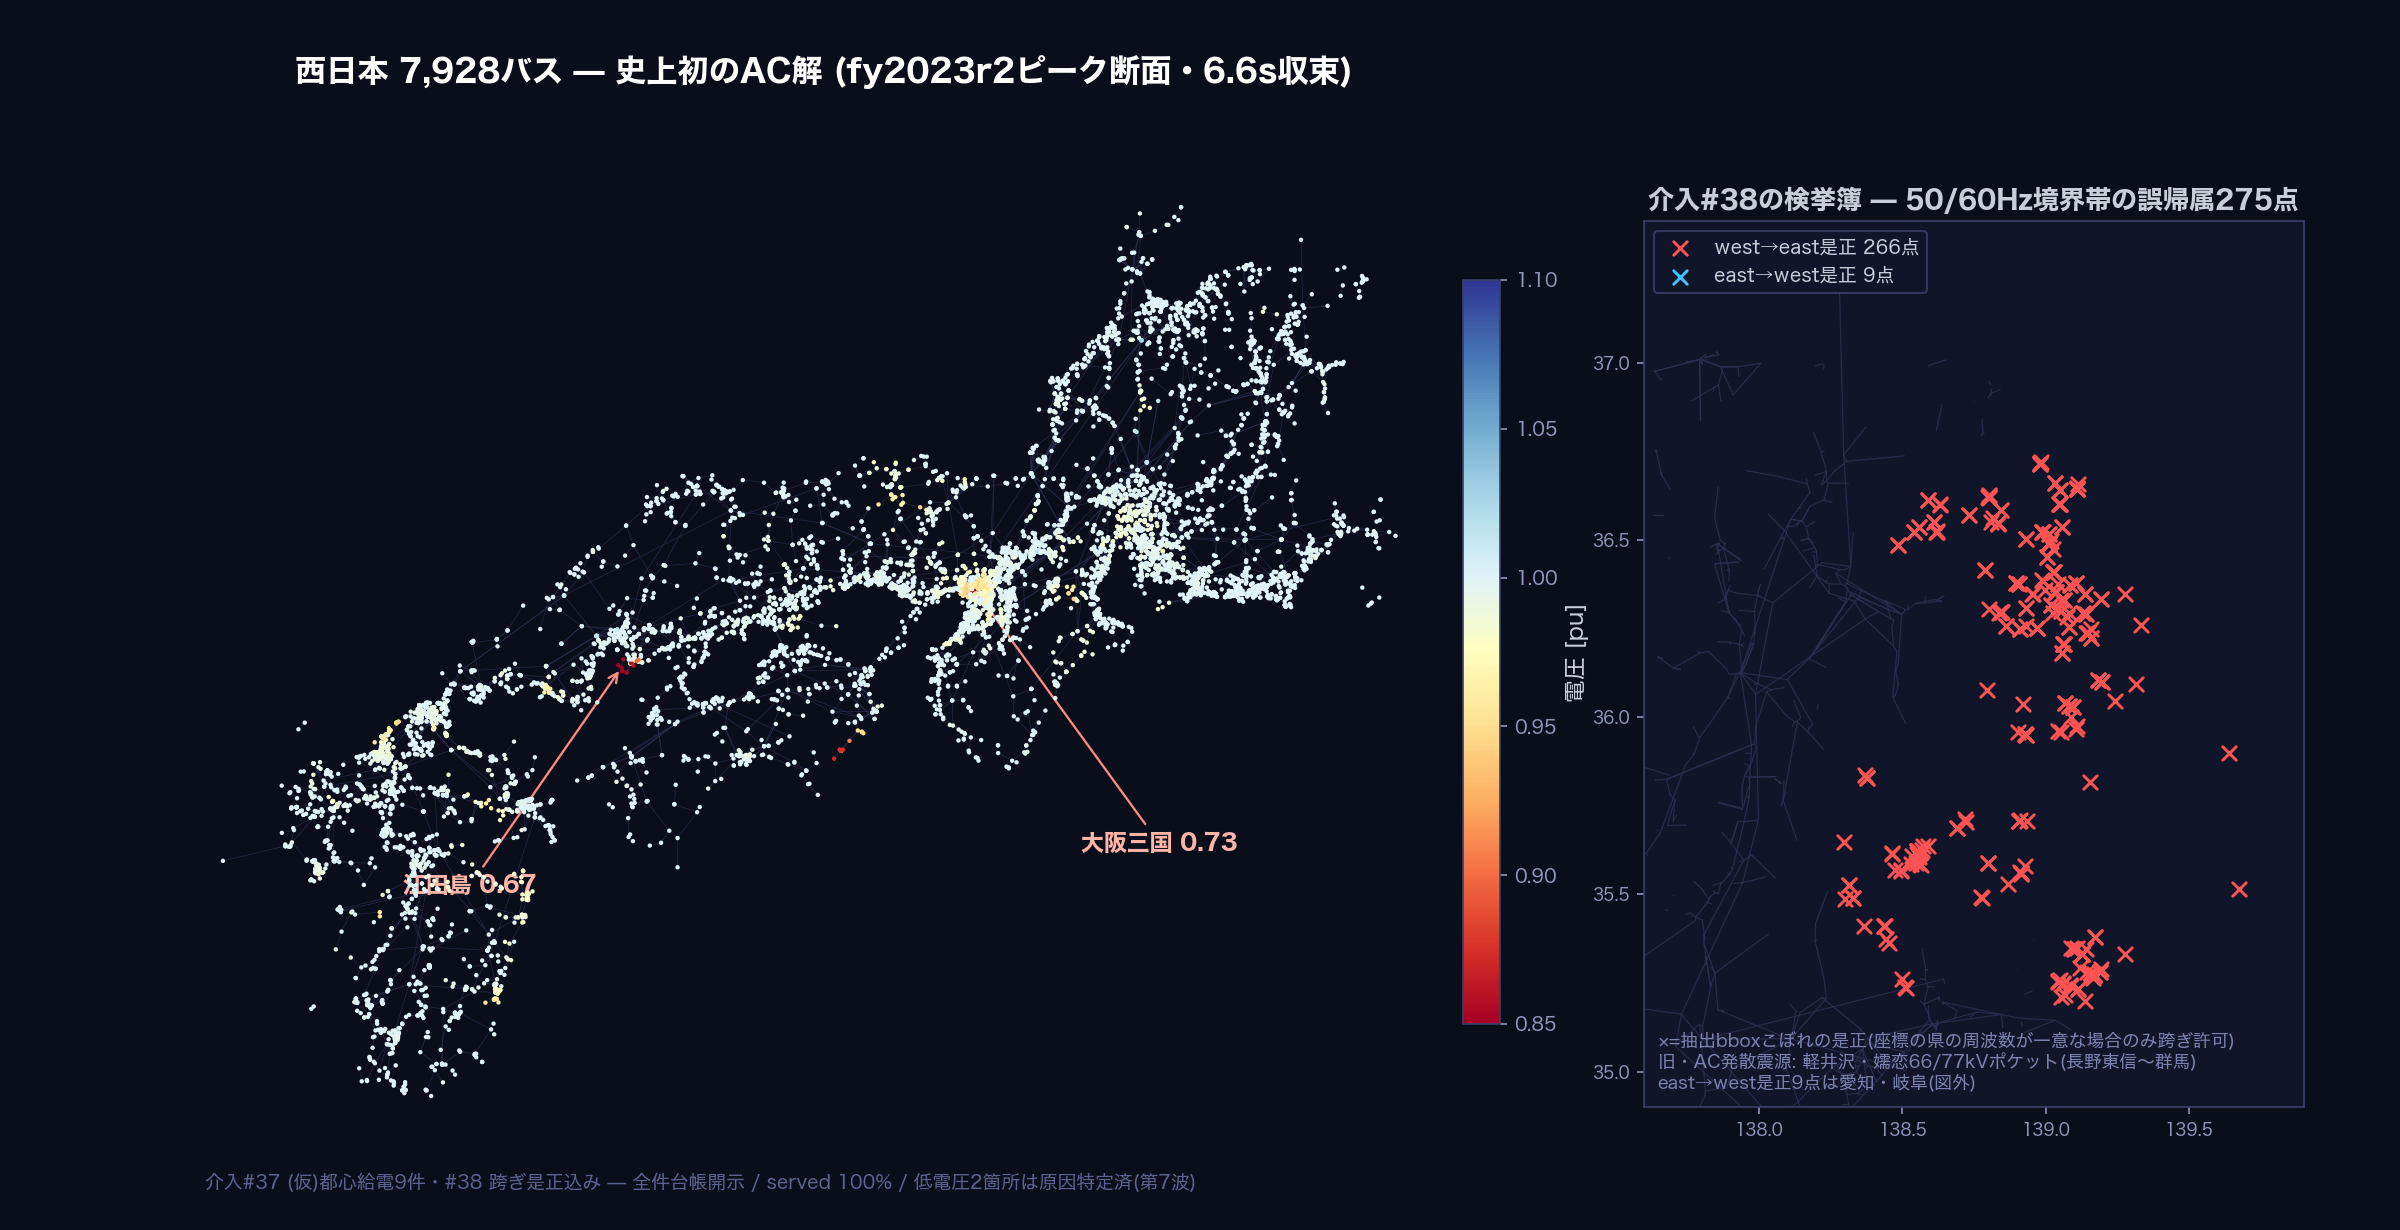 西日本 7,928バス — 史上初のAC解 (fy2023r2ピーク断面・6.6s収束)
大阪三国 0.73
江田島 0.67
1.10
1.05
1.00
0.95
0.90
0.85
電圧 [pu]
介入#38の検挙簿 — 50/60Hz境界帯の誤帰属275点
west→east是正 266点
east→west是正 9点
37.0
36.5
36.0
35.5
35.0
×=抽出bboxこぼれの是正(座標の県の周波数が一意な場合のみ跨ぎ許可)
旧・AC発散震源: 軽井沢・嬬恋66/77kVポケット(長野東信〜群馬)
east→west是正9点は愛知・岐阜(図外)
138.0
138.5
139.0
139.5
介入#37 (仮)都心給電9件・#38 跨ぎ是正込み — 全件台帳開示 / served 100% / 低電圧2箇所は原因特定済(第7波)